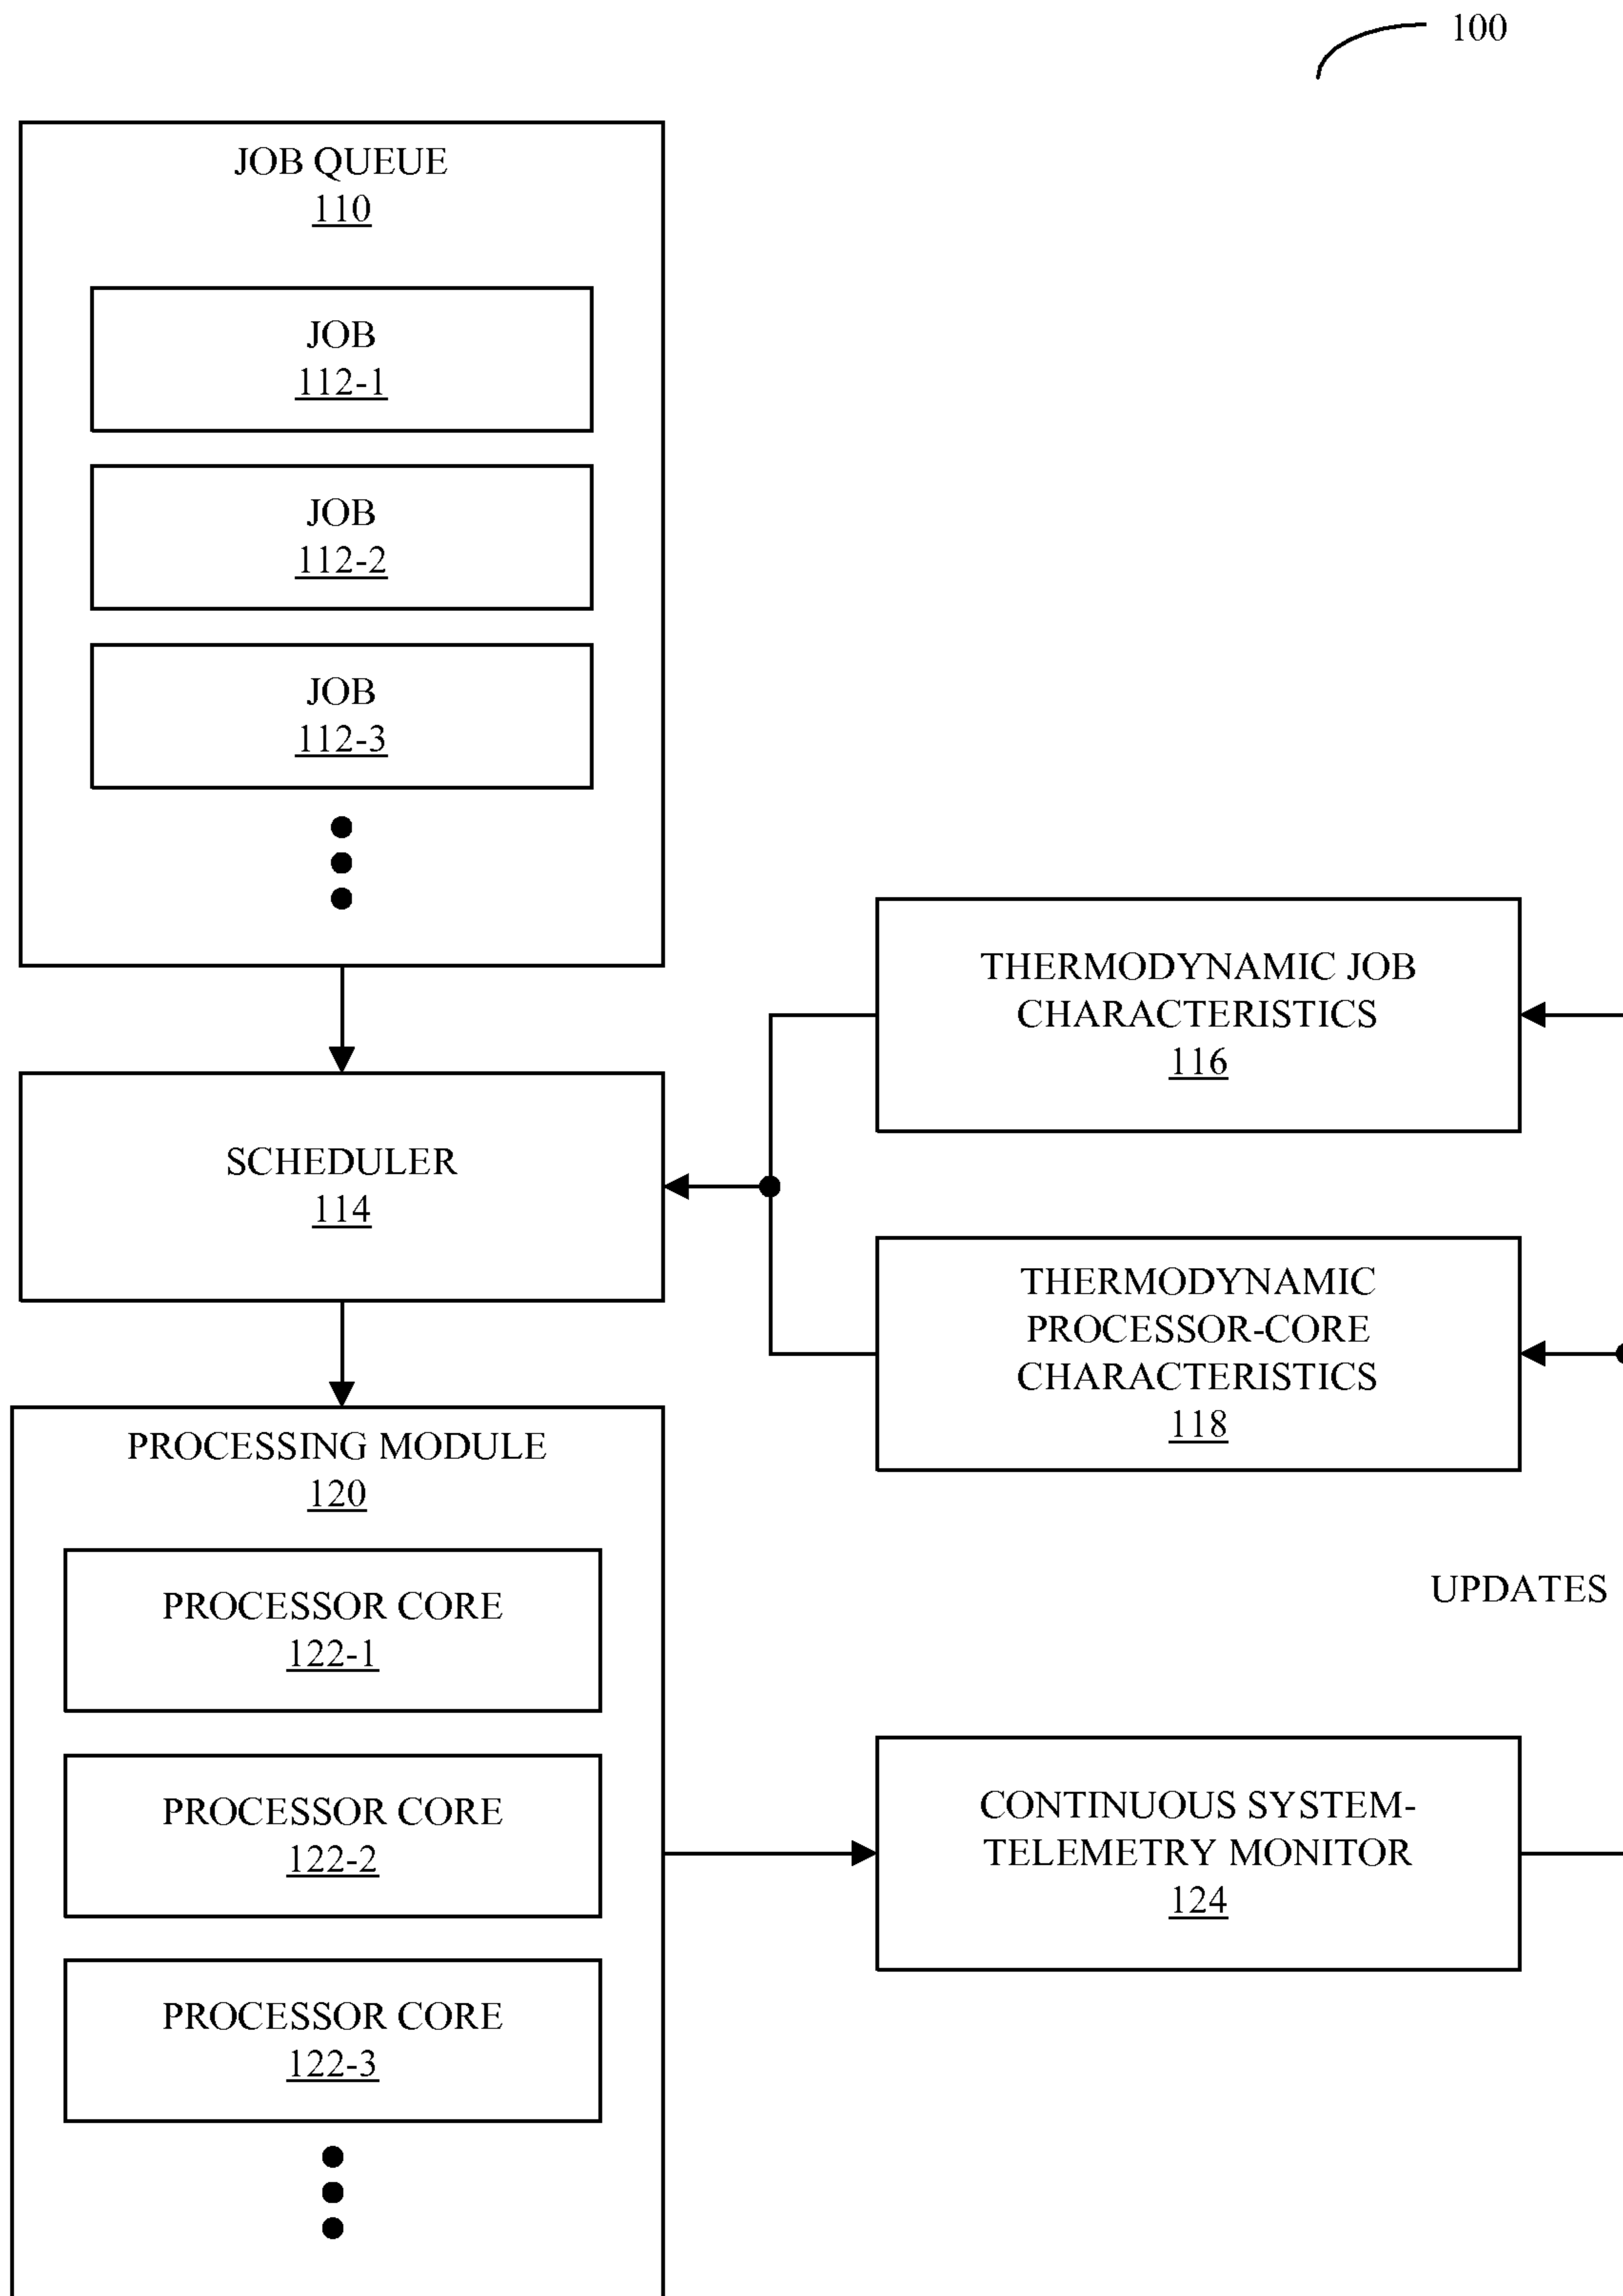 100
JOB QUEUE
110
JOB
112-1
JOB
112-2
JOB
112-3
THERMODYNAMIC JOB
CHARACTERISTICS
116
SCHEDULER
114
THERMODYNAMIC
PROCESSOR-CORE
CHARACTERISTICS
118
PROCESSING MODULE
120
UPDATES
PROCESSOR CORE
122-1
PROCESSOR CORE
122-2
CONTINUOUS SYSTEM-
TELEMETRY MONITOR
124
PROCESSOR CORE
122-3